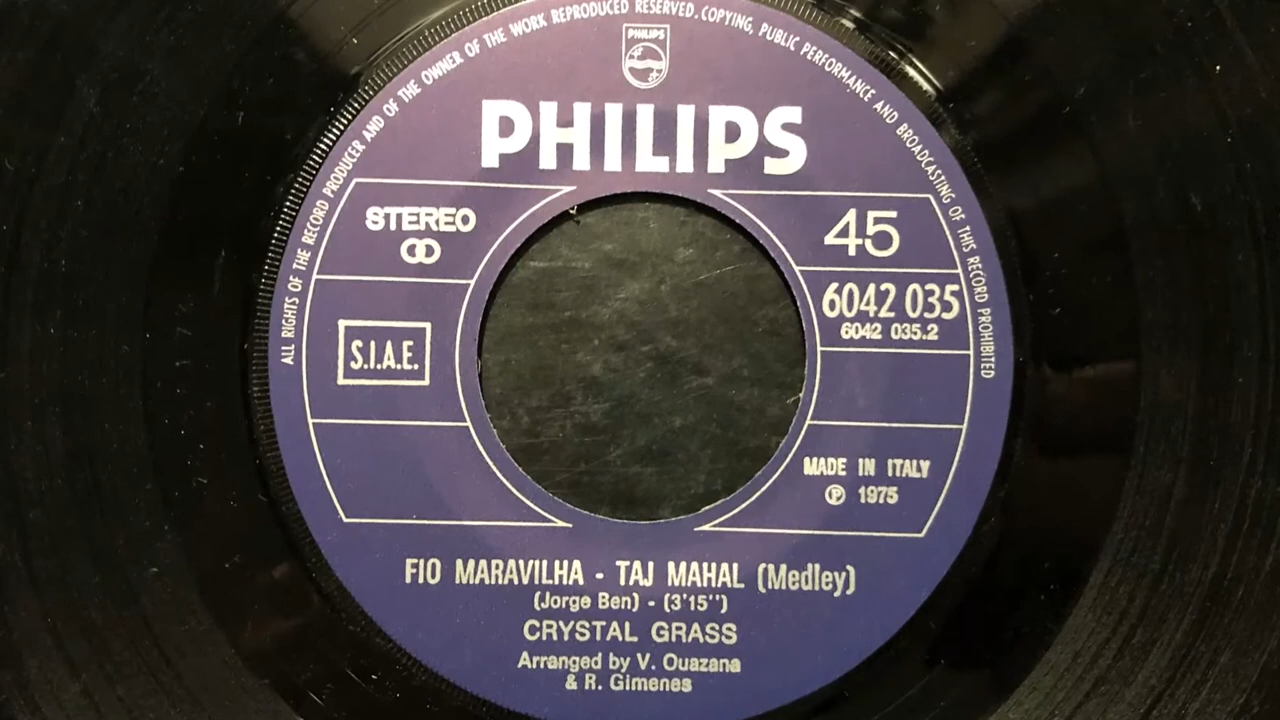 ALL RIGHTS OF THE RECORD PRODUCER AND OF THE OWNER OF THE WORK REPRODUCED RESERVED. COPYING, PUBLIC PERFORMANCE AND BROADCASTING OF THIS RECORD PROHIBITED
PHILIPS
PHILIPS
STEREO
45
6042 035
6042 035.2
S.I.A.E.
MADE IN ITALY
Ⓟ 1975
FIO MARAVILHA - TAJ MAHAL (Medley)
(Jorge Ben) - (3'15'')
CRYSTAL GRASS
Arranged by V. Ouazana
& R. Gimenes